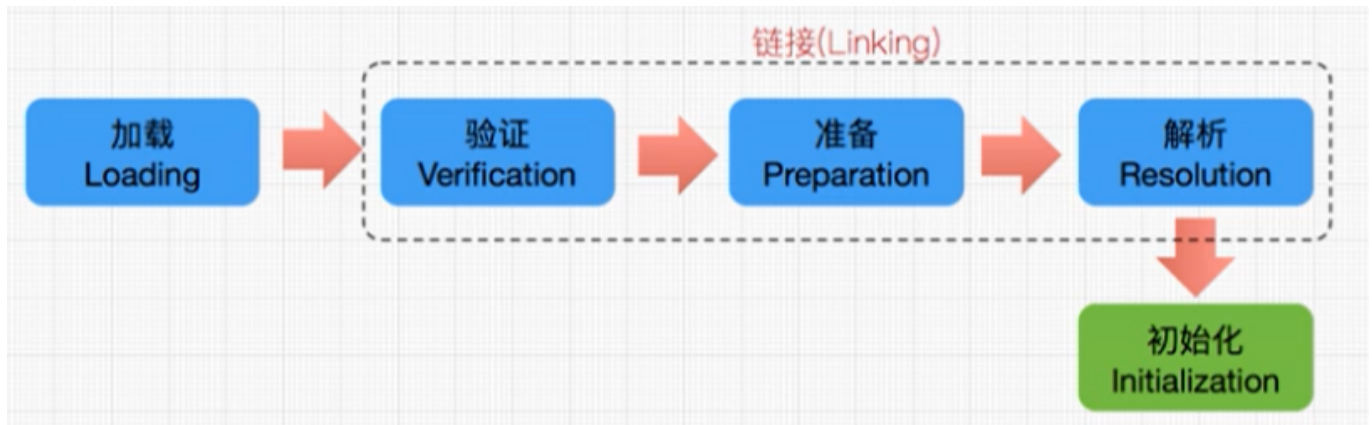 链接(Linking)
加载
Loading
验证
Verification
准备
Preparation
解析
Resolution
初始化
Initialization